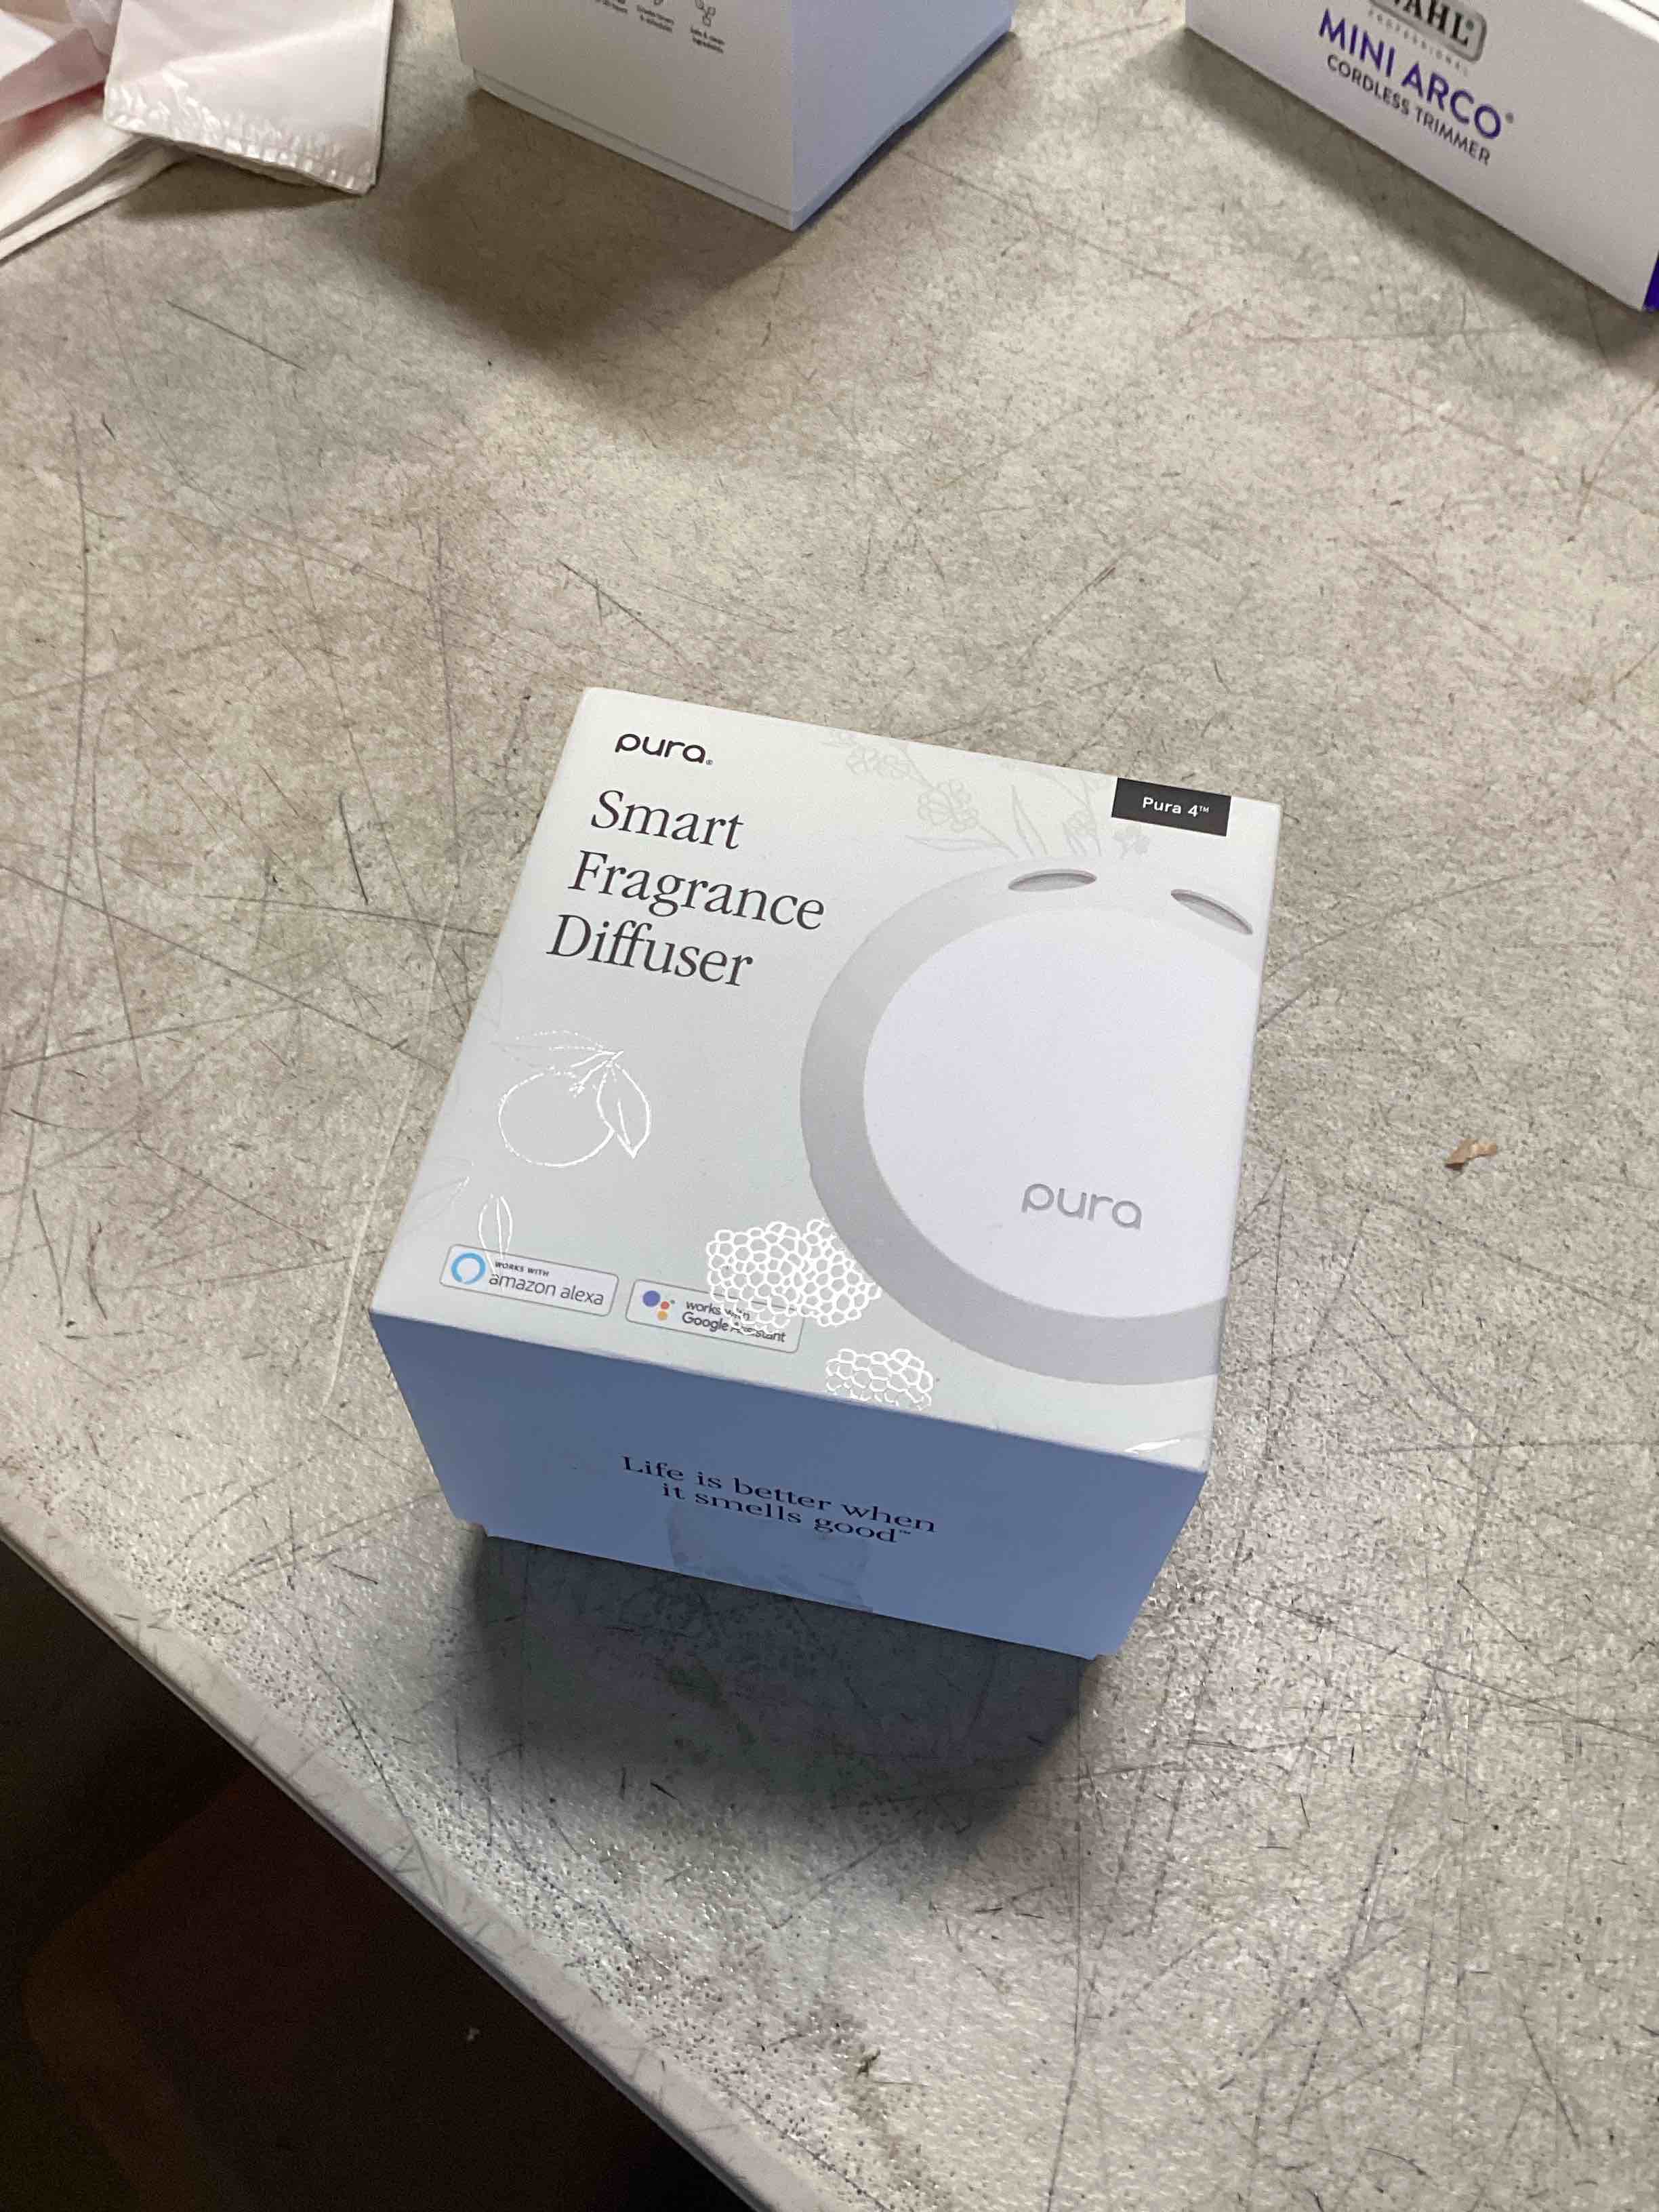 WAHL
PROFESSIONAL
MINI ARCO®
CORDLESS TRIMMER
pura®
Pura 4™
Smart
Fragrance
Diffuser
pura
WORKS WITH
amazon alexa
works with
Google Assistant
Life is better when
it smells good™